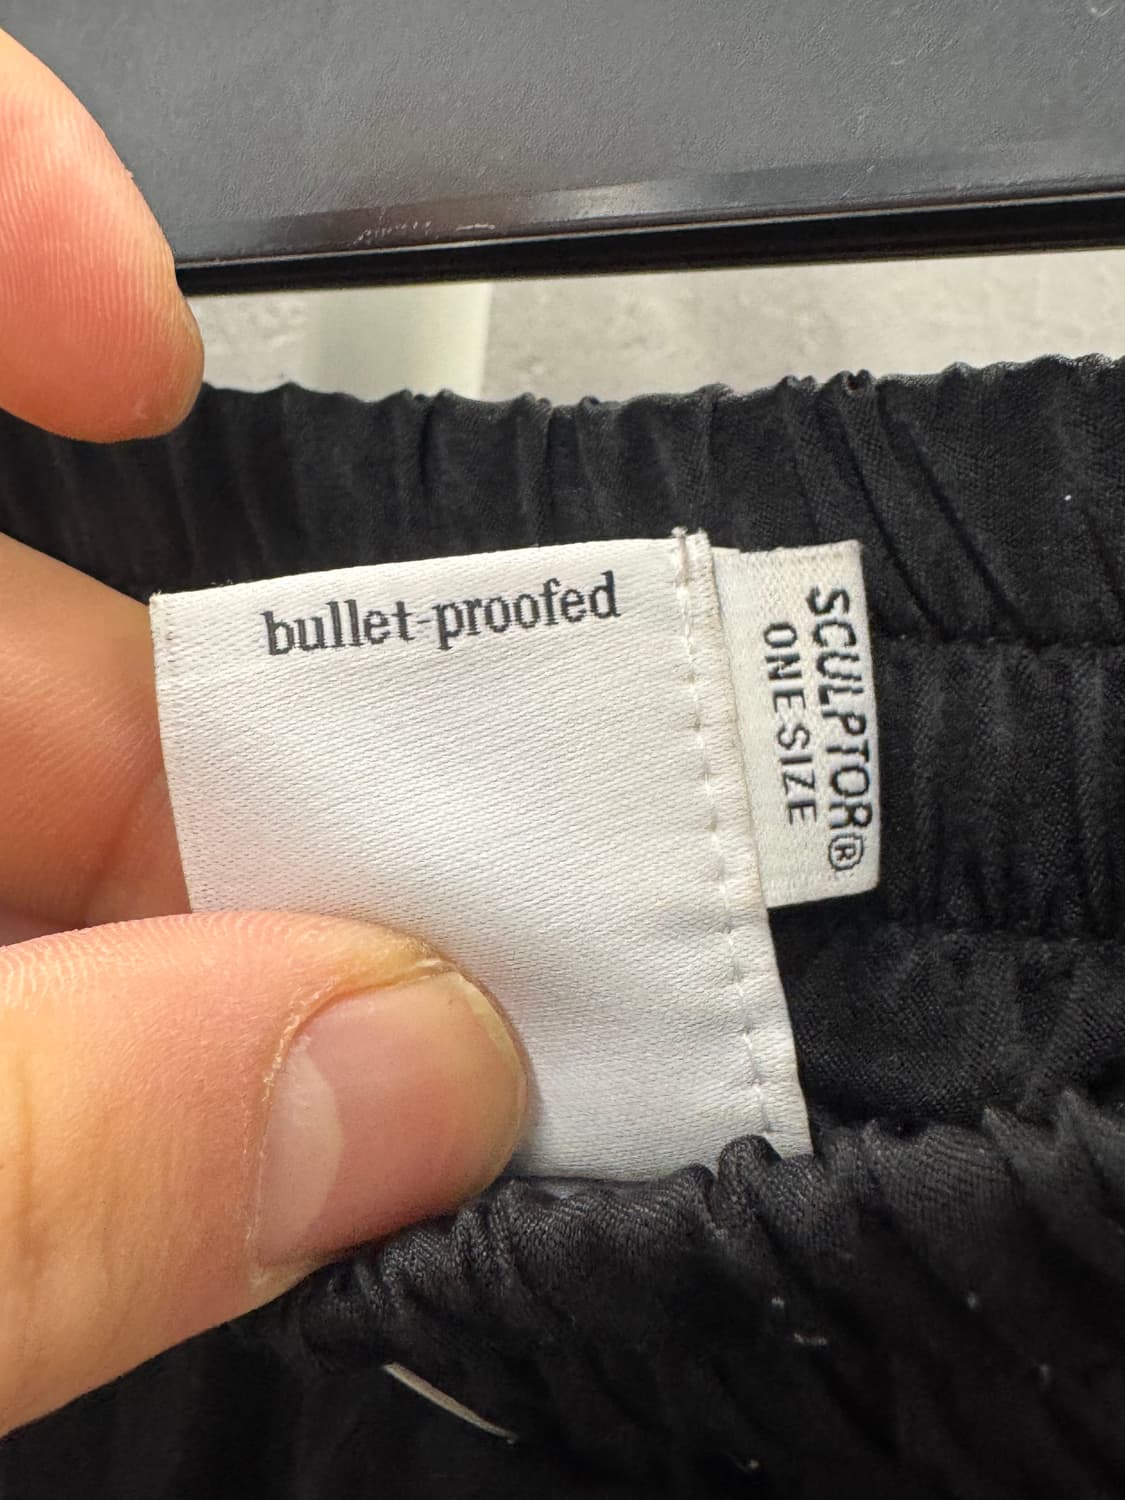 bullet-proofed
SCULPTOR®
ONE SIZE